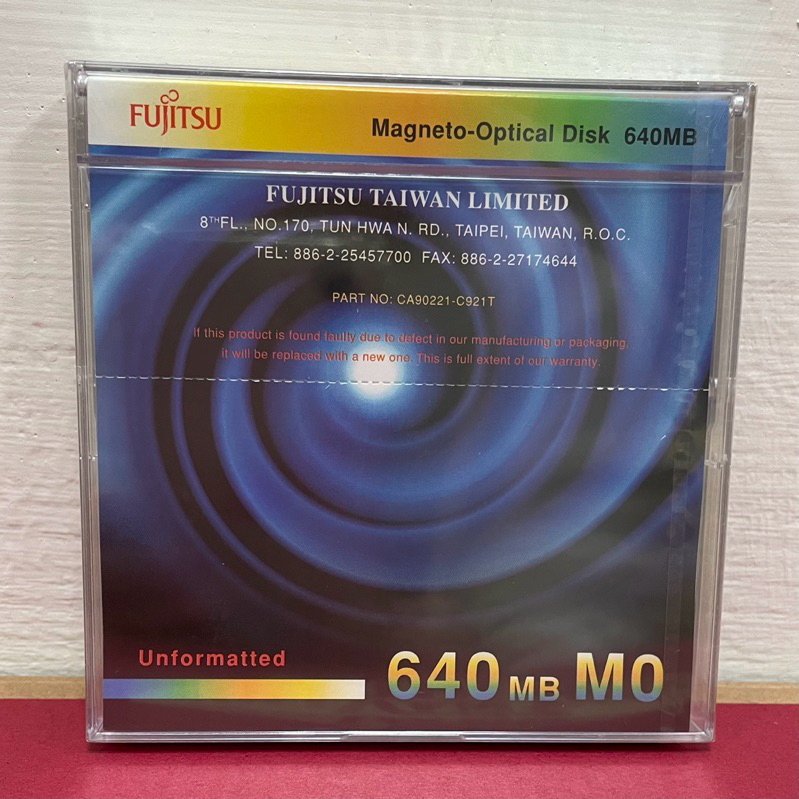 FUJITSU
Magneto-Optical Disk 640MB
FUJITSU TAIWAN LIMITED
8THFL., NO.170, TUN HWA N. RD., TAIPEI, TAIWAN, R.O.C.
TEL: 886-2-25457700 FAX: 886-2-27174644
PART NO: CA90221-C921T
If this product is found faulty due to defect in our manufacturing or packaging,
it will be replaced with a new one. This is full extent of our warranty.
Unformatted
640 MB MO